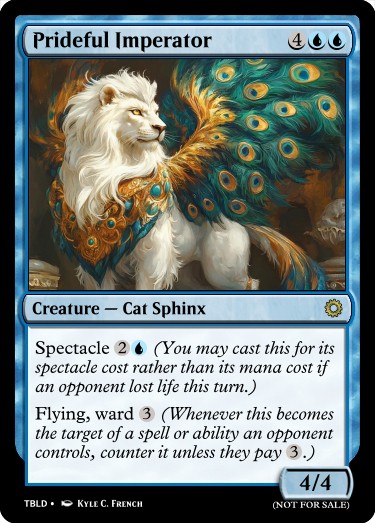 Prideful Imperator 4
Creature — Cat Sphinx
Spectacle 2 (You may cast this for its
spectacle cost rather than its mana cost if
an opponent lost life this turn.)
Flying, ward 3 (Whenever this becomes
the target of a spell or ability an opponent
controls, counter it unless they pay 3.)
4/4
TBLD • Kyle C. French
(NOT FOR SALE)